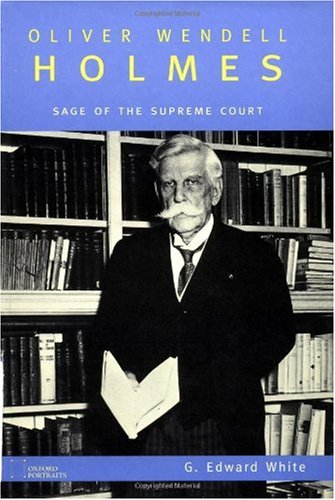 OLIVER WENDELL
HOLMES
SAGE OF THE SUPREME COURT
OXFORD
PORTRAITS
G. Edward White